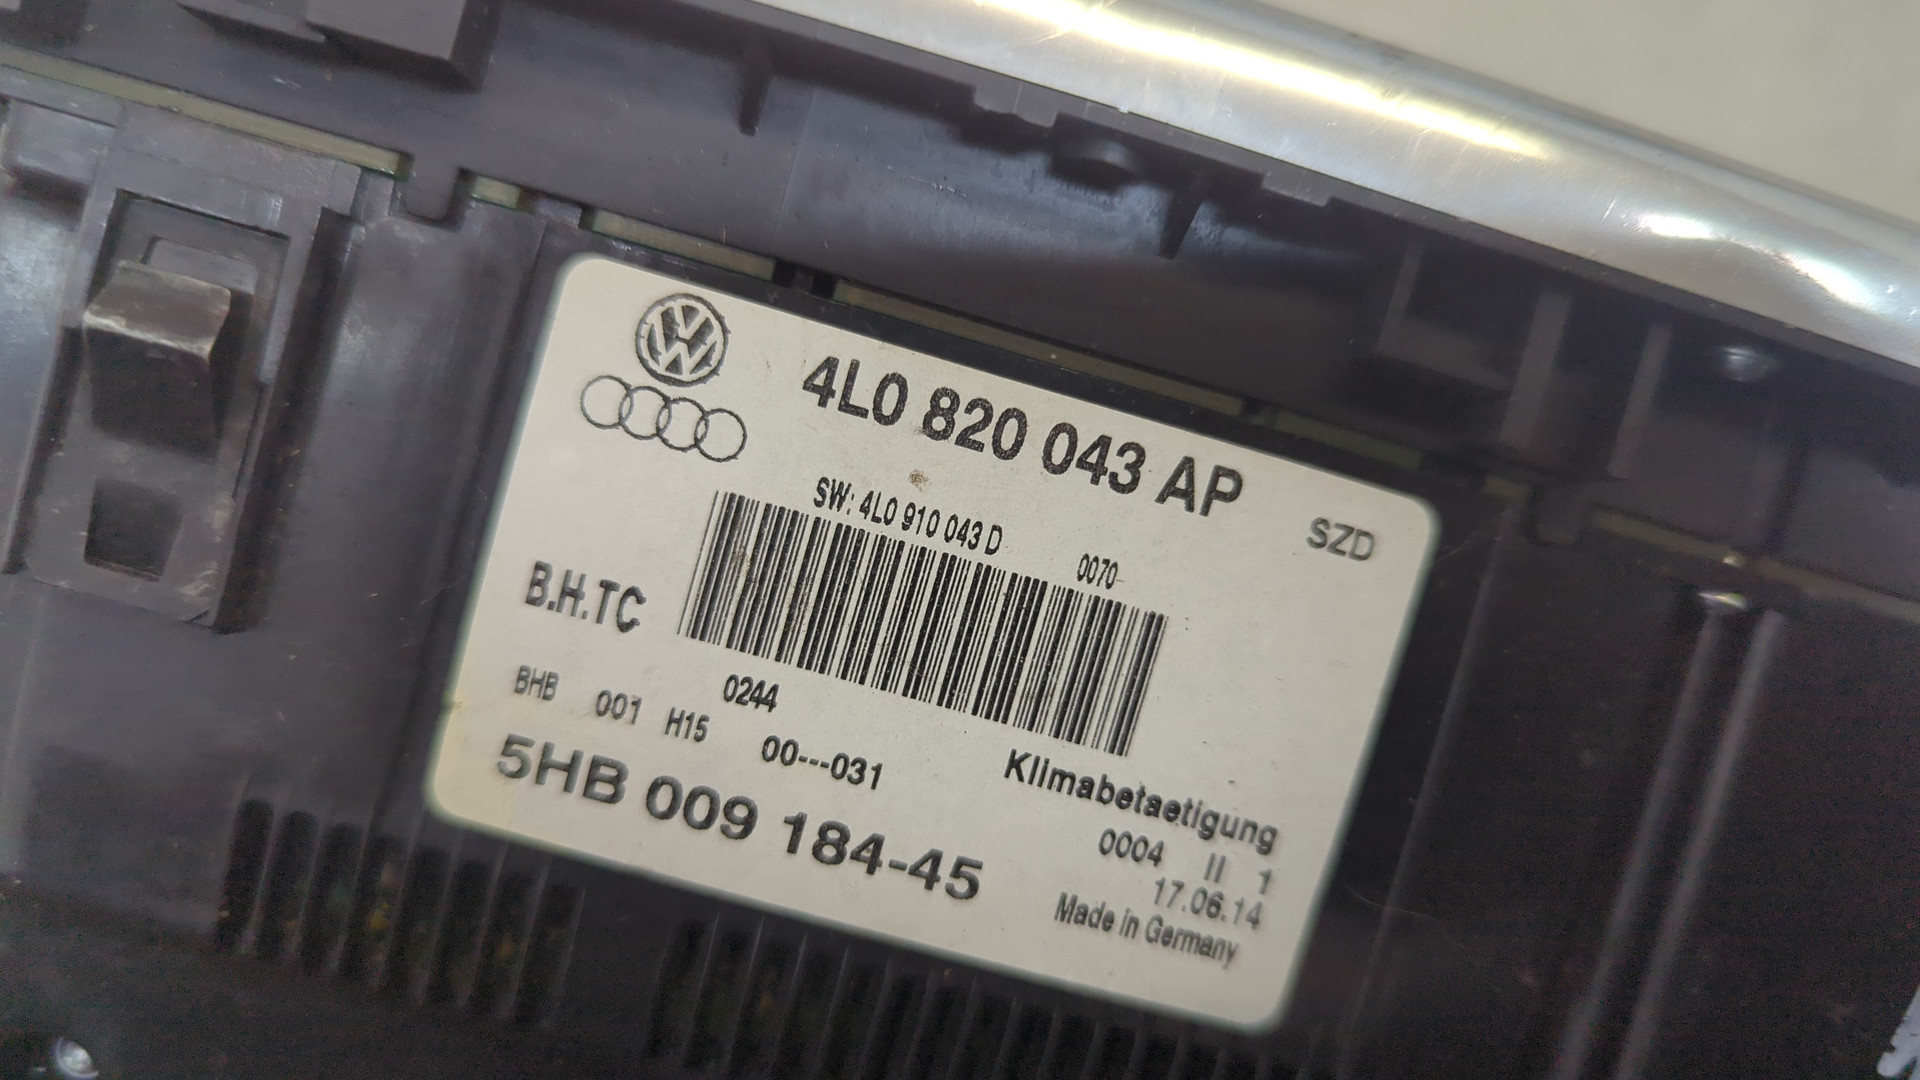 4L0 820 043 AP
SZD
SW: 4L0 910 043 D
0070
B.H.TC
0244
BHB 001 H15
00---031
Klimabetaetigung
5HB 009 184-45
0004 II 1
17.06.14
Made in Germany